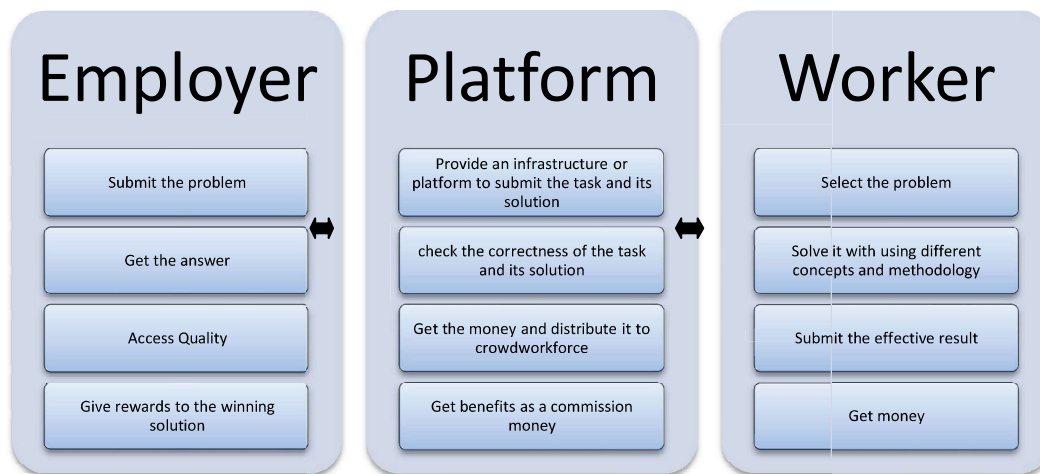 Employer
Submit the problem
Get the answer
Access Quality
Give rewards to the winning
solution
Platform
Provide an infrastructure or
platform to submit the task and its
solution
check the correctness of the task
and its solution
Get the money and distribute it to
crowdworkforce
Get benefits as a commission
money
Worker
Select the problem
Solve it with using different
concepts and methodology
Submit the effective result
Get money